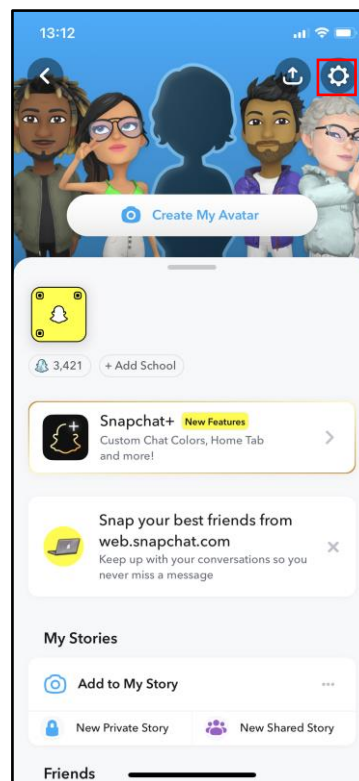 13:12
Create My Avatar
3,421
+ Add School
Snapchat+ New Features
Custom Chat Colors, Home Tab
and more!
Snap your best friends from
web.snapchat.com
Keep up with your conversations so you
never miss a message
My Stories
Add to My Story
New Private Story
New Shared Story
Friends